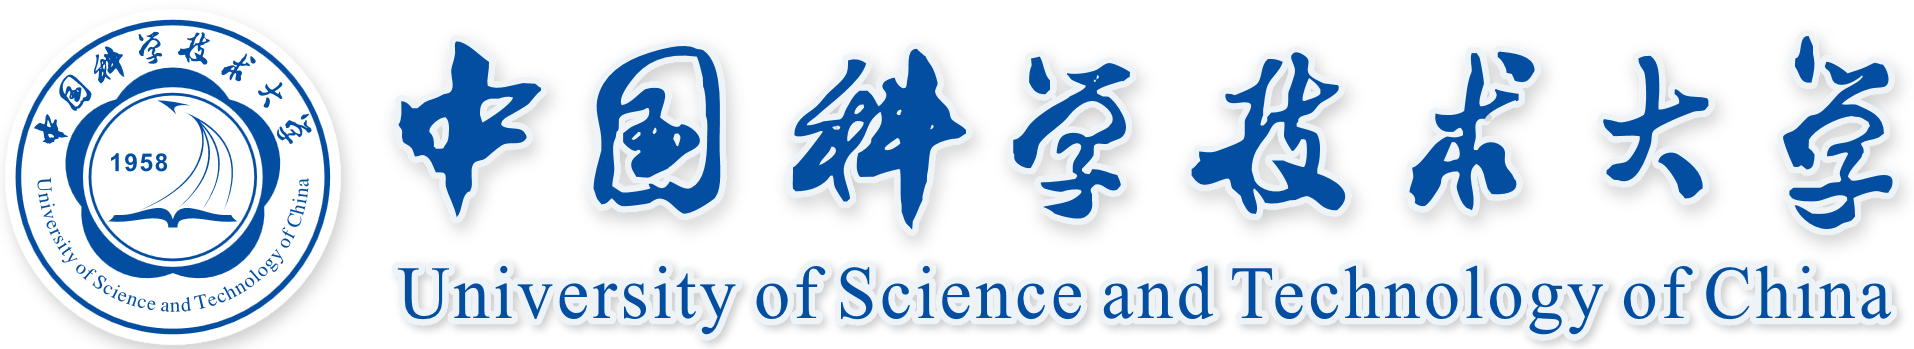 中国科学技术大学
1958
University of Science and Technology of China
中国科学技术大学
University of Science and Technology of China